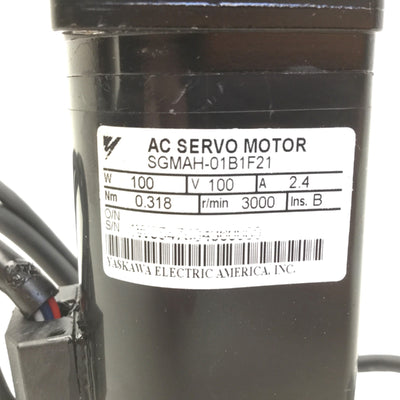 AC SERVO MOTOR
SGMAH-01B1F21
W 100 V 100 A 2.4
Nm 0.318 r/min 3000 Ins. B
O/N
S/N
YASKAWA ELECTRIC AMERICA, INC.